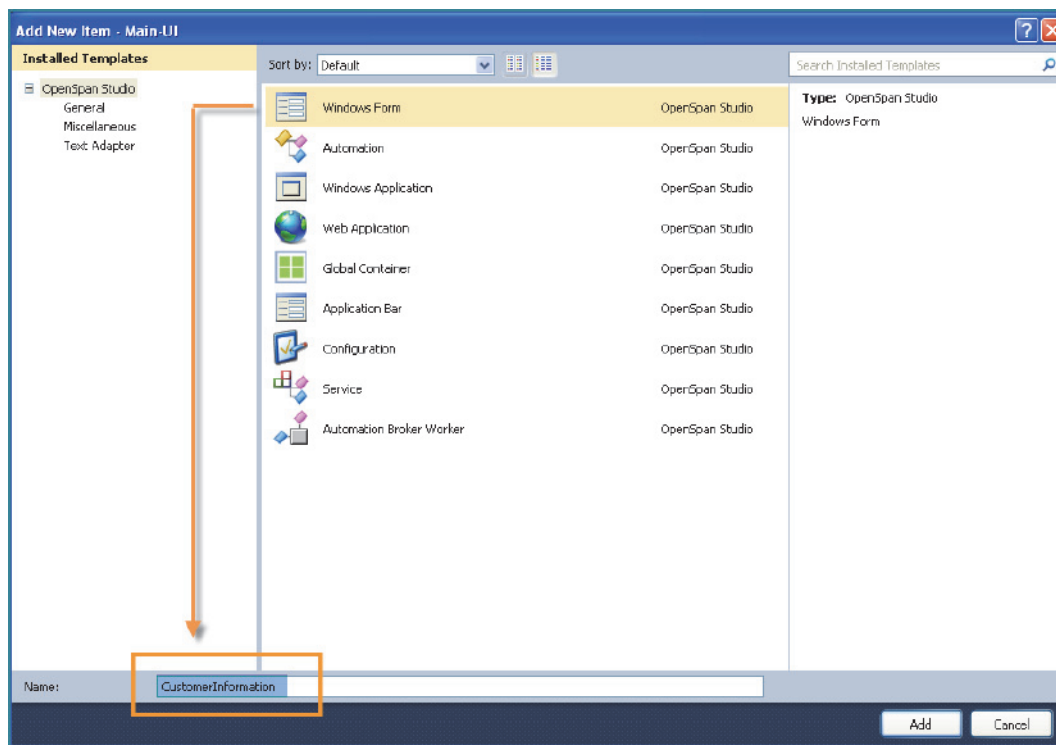 Add New Item - Main-UI
Installed Templates
OpenSpan Studio
General
Miscellaneous
Text Adapter
Sort by: Default
Search Installed Templates
Windows Form OpenSpan Studio
Automation OpenSpan Studio
Windows Application OpenSpan Studio
Web Application OpenSpan Studio
Global Container OpenSpan Studio
Application Bar OpenSpan Studio
Configuration OpenSpan Studio
Service OpenSpan Studio
Automation Broker Worker OpenSpan Studio
Type: OpenSpan Studio
Windows Form
Name: CustomerInformation
Add Cancel